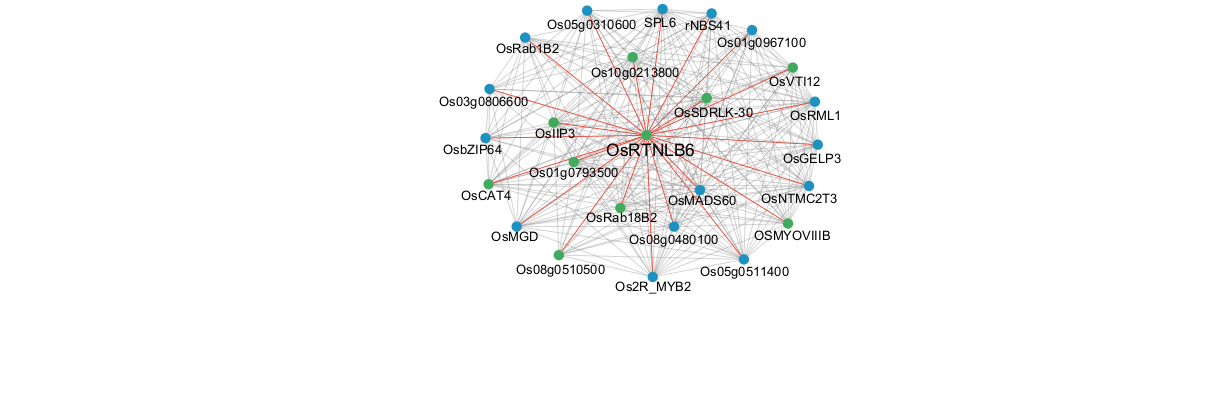 Os05g0310600
SPL6
rNBS41
Os01g0967100
OsRab1B2
Os10g0213800
OsVTI12
Os03g0806600
OsSDRLK-30
OsRML1
OsIIP3
OsbZIP64
OsRTNLB6
OsGELP3
Os01g0793500
OsCAT4
OsMADS60
OsNTMC2T3
OsRab18B2
OsMGD
Os08g0480100
OSMYOVIIIB
Os08g0510500
Os05g0511400
Os2R_MYB2